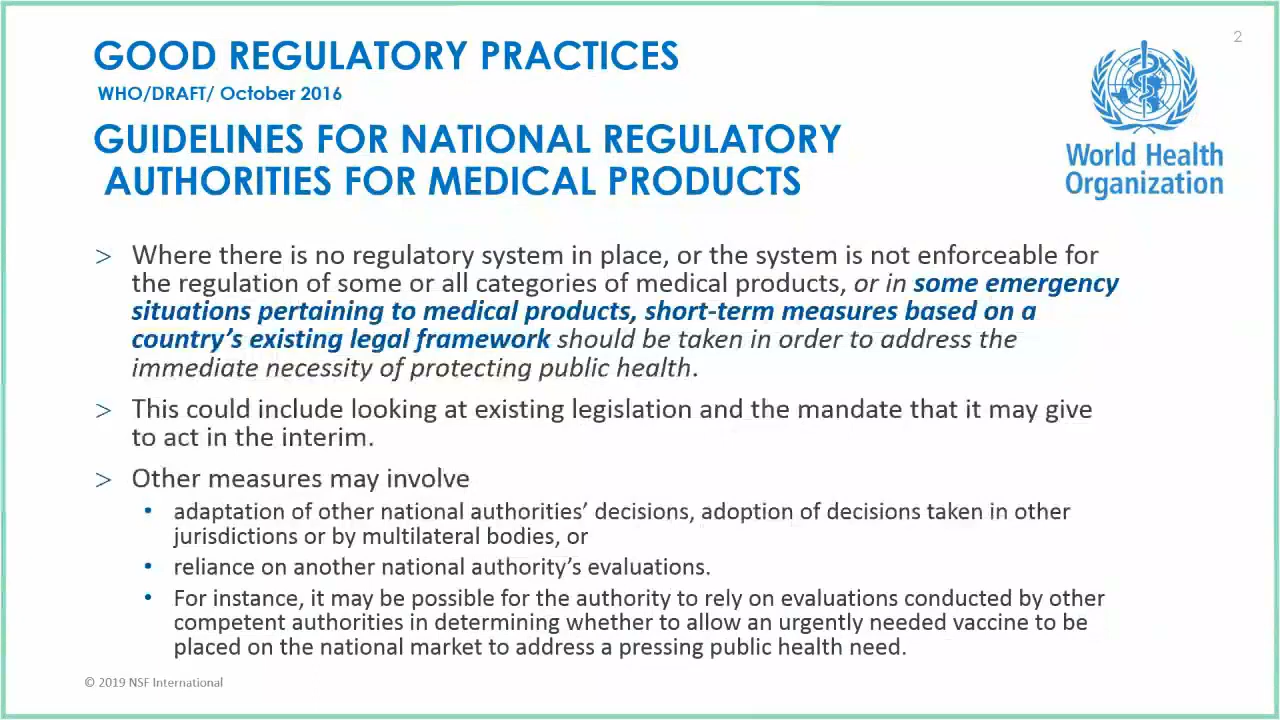 2
GOOD REGULATORY PRACTICES
WHO/DRAFT/ October 2016
GUIDELINES FOR NATIONAL REGULATORY
AUTHORITIES FOR MEDICAL PRODUCTS
World Health
Organization
> Where there is no regulatory system in place, or the system is not enforceable for
the regulation of some or all categories of medical products, or in some emergency
situations pertaining to medical products, short-term measures based on a
country’s existing legal framework should be taken in order to address the
immediate necessity of protecting public health.
> This could include looking at existing legislation and the mandate that it may give
to act in the interim.
> Other measures may involve
• adaptation of other national authorities’ decisions, adoption of decisions taken in other
jurisdictions or by multilateral bodies, or
• reliance on another national authority’s evaluations.
• For instance, it may be possible for the authority to rely on evaluations conducted by other
competent authorities in determining whether to allow an urgently needed vaccine to be
placed on the national market to address a pressing public health need.
© 2019 NSF International